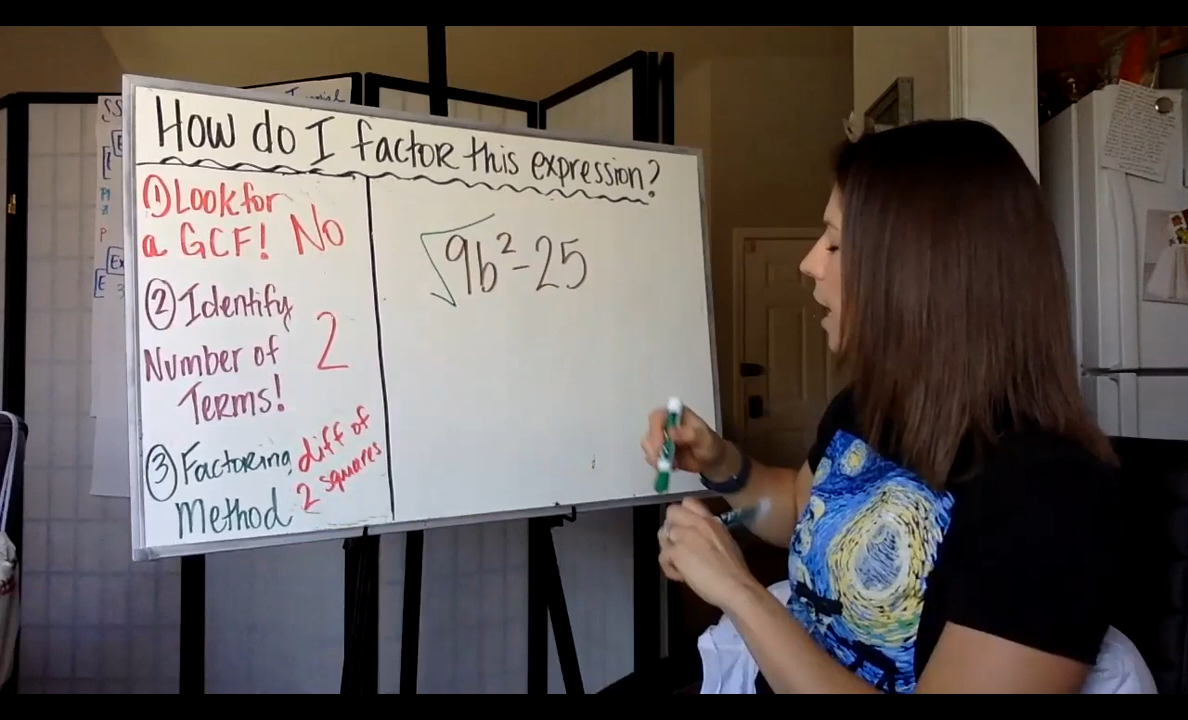 How do I factor this expression?
① Look for
a GCF! No
② Identify
Number of 2
Terms!
③ Factoring diff of
Method 2 squares
√9b²-25